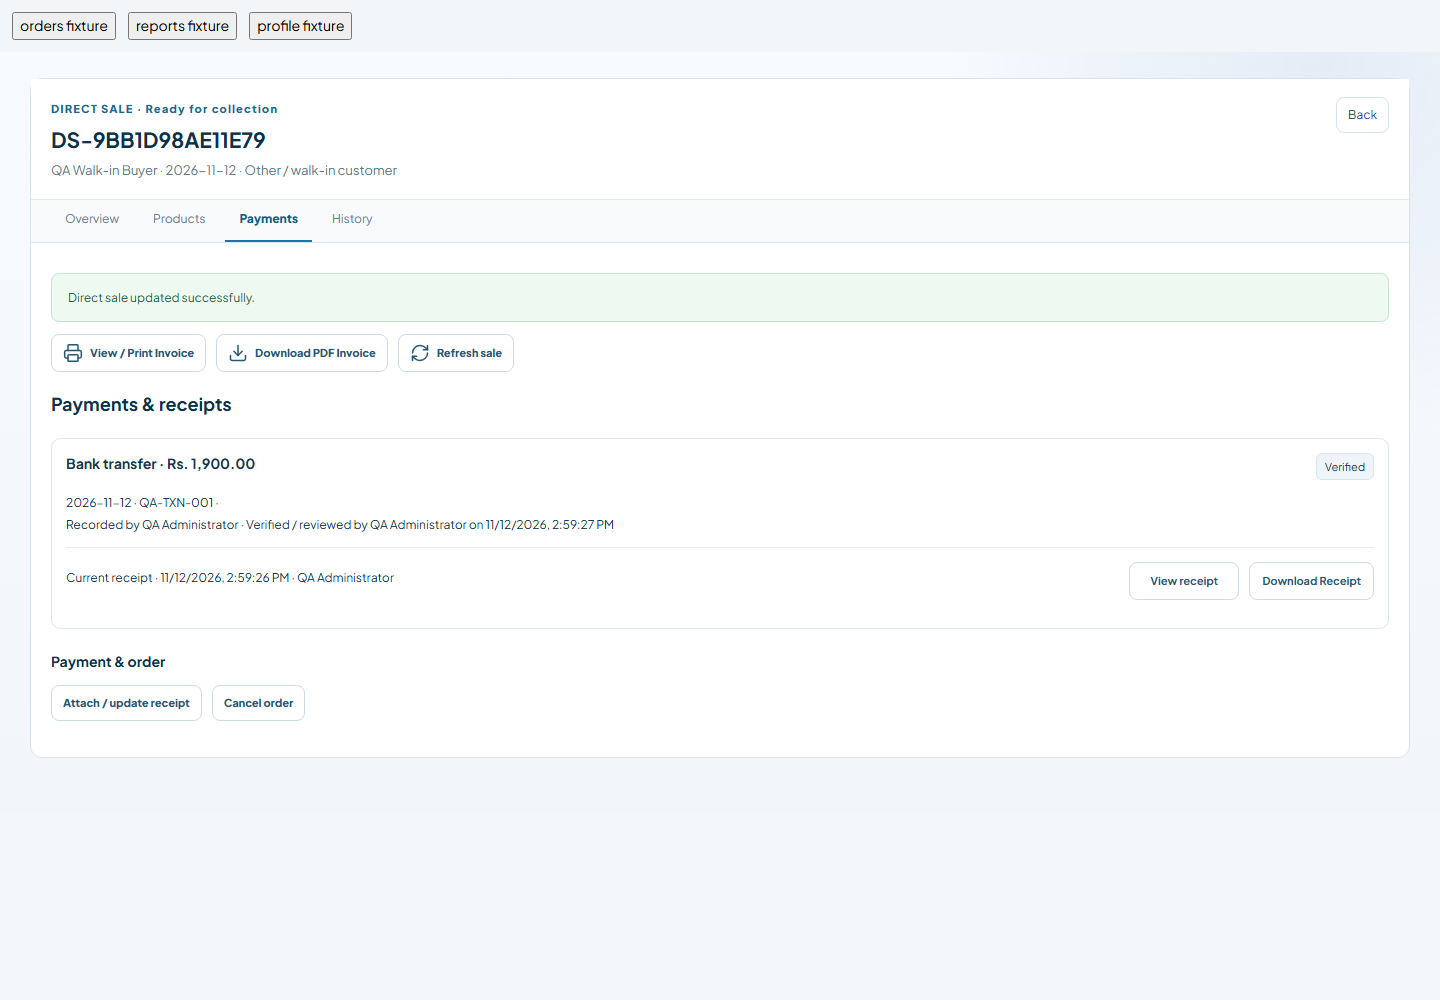 orders fixture reports fixture profile fixture
DIRECT SALE · Ready for collection
Back
DS-9BB1D98AE11E79
QA Walk-in Buyer · 2026-11-12 · Other / walk-in customer
Overview Products Payments History
Direct sale updated successfully.
View / Print Invoice Download PDF Invoice Refresh sale
Payments & receipts
Bank transfer · Rs. 1,900.00
Verified
2026-11-12 · QA-TXN-001 ·
Recorded by QA Administrator · Verified / reviewed by QA Administrator on 11/12/2026, 2:59:27 PM
Current receipt · 11/12/2026, 2:59:26 PM · QA Administrator
View receipt Download Receipt
Payment & order
Attach / update receipt Cancel order